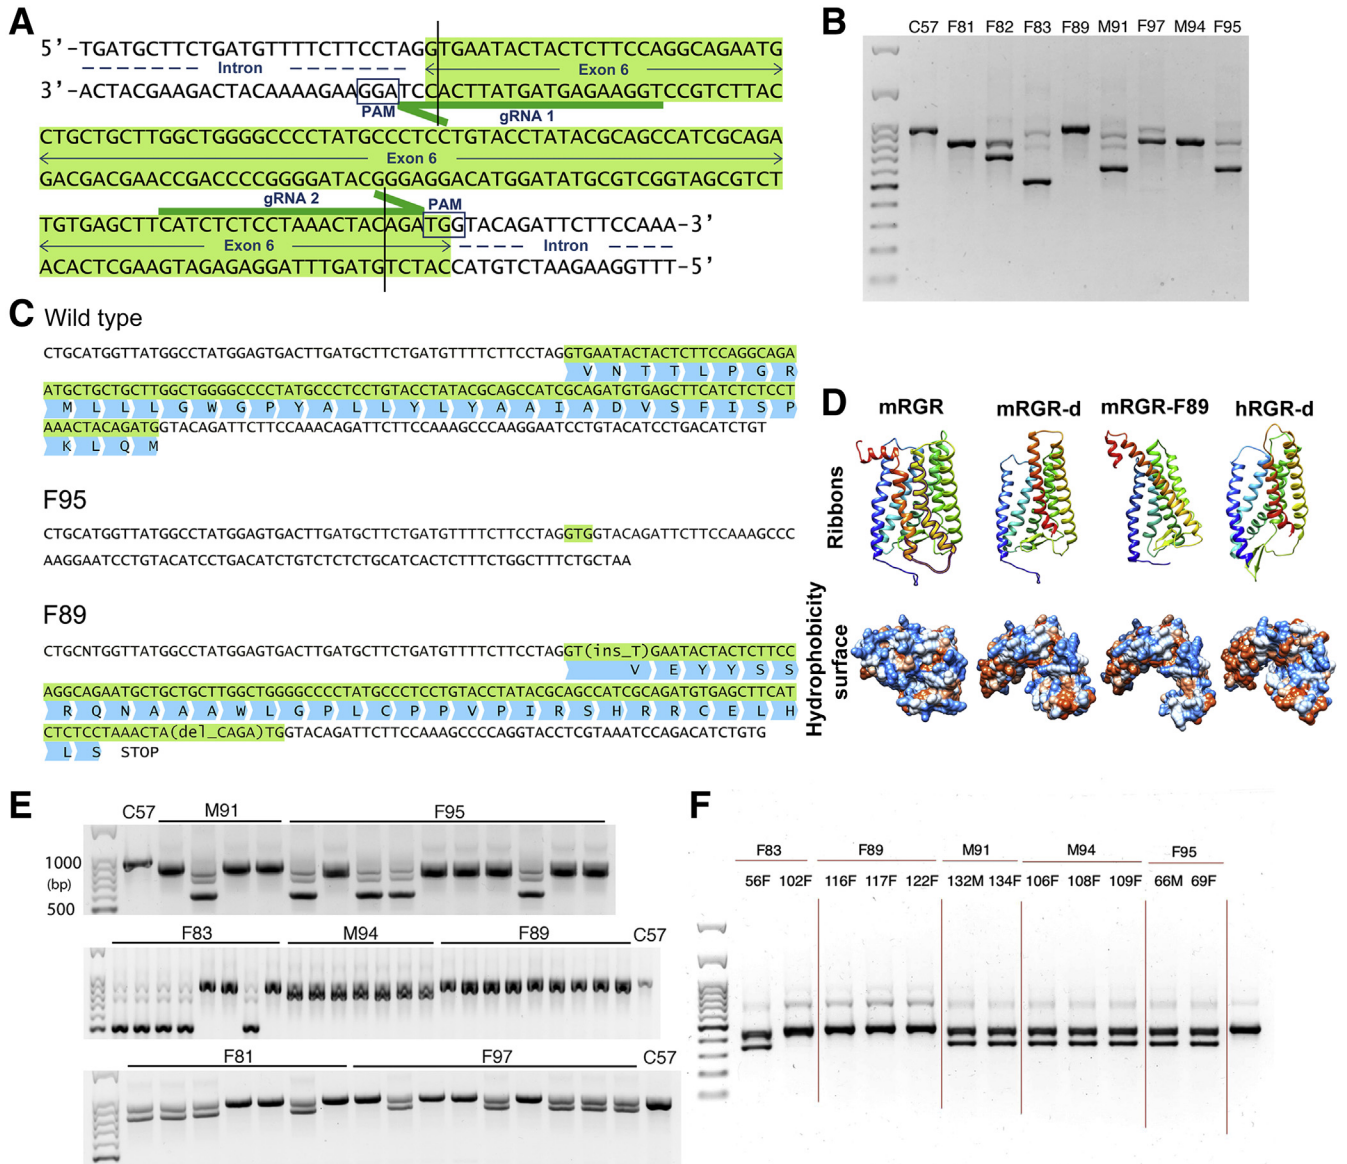 A
5’-TGATGCTTCTGATGTTTTCTTCCTAGGTGAATACTACTCTTCCAGGCAGAATG
Intron
Exon 6
3’-ACTACGAAGACTACAAAAGAAGGATCCACTTATGATGAGAAGGTCCGTCTTAC
PAM
gRNA 1
CTGCTGCTTGGCTGGGGCCCCTATGCCCTCCTGTACCTATACGCAGCCATCGCAGA
Exon 6
GACGACGAACCGACCCCGGGGATACGGGAGGACATGGATATGCGTCGGTAGCGTCT
gRNA 2
PAM
TGTGAGCTTCATCTCTCCTAAACTACAGATGGTACAGATTCTTCCAAA-3’
Exon 6
Intron
ACACTCGAAGTAGAGAGGATTTGATGTCTACCATGTCTAAGAAGGTTT-5’
B
C57 F81 F82 F83 F89 M91 F97 M94 F95
C Wild type
CTGCATGGTTATGGCCTATGGAGTGACTTGATGCTTCTGATGTTTTCTTCCTAGGTGAATACTACTCTTCCAGGCAGA
V N T T L P G R
ATGCTGCTGCTTGGCTGGGGCCCCTATGCCCTCCTGTACCTATACGCAGCCATCGCAGATGTGAGCTTCATCTCTCCT
M L L L G W G P Y A L L Y L Y A A I A D V S F I S P
AAACTACAGATGGTACAGATTCTTCCAAACAGATTCTTCCAAAGCCCAAGGAATCCTGTACATCCTGACATCTGT
K L Q M
F95
CTGCATGGTTATGGCCTATGGAGTGACTTGATGCTTCTGATGTTTTCTTCCTAGGTGGTACAGATTCTTCCAAAGCCC
AAGGAATCCTGTACATCCTGACATCTGTCTCTCTGCATCACTCTTTCTGGCTTTCTGCTAA
F89
CTGCNTGGTTATGGCCTATGGAGTGACTTGATGCTTCTGATGTTTTCTTCCTAGGT(ins_T)GAATACTACTCTTCC
V E Y Y S S
AGGCAGAATGCTGCTGCTTGGCTGGGGCCCCTATGCCCTCCTGTACCTATACGCAGCCATCGCAGATGTGAGCTTCAT
R Q N A A A W L G P L C P P V P I R S H R R C E L H
CTCTCCTAAACTA(del_CAGA)TGGTACAGATTCTTCCAAAGCCCCAGGTACCTCGTAAATCCAGACATCTGTG
L S STOP
D
mRGR mRGR-d mRGR-F89 hRGR-d
Ribbons
Hydrophobicity
surface
E
C57 M91 F95
1000
(bp)
500
F83 M94 F89 C57
F81 F97 C57
F
F83 F89 M91 M94 F95
56F 102F 116F 117F 122F 132M 134F 106F 108F 109F 66M 69F